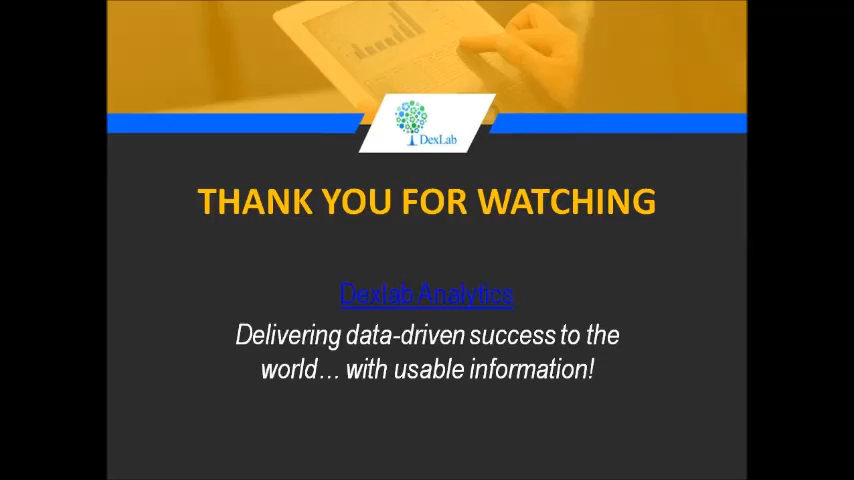 DexLab
THANK YOU FOR WATCHING
Dexlab Analytics
Delivering data-driven success to the
world… with usable information!